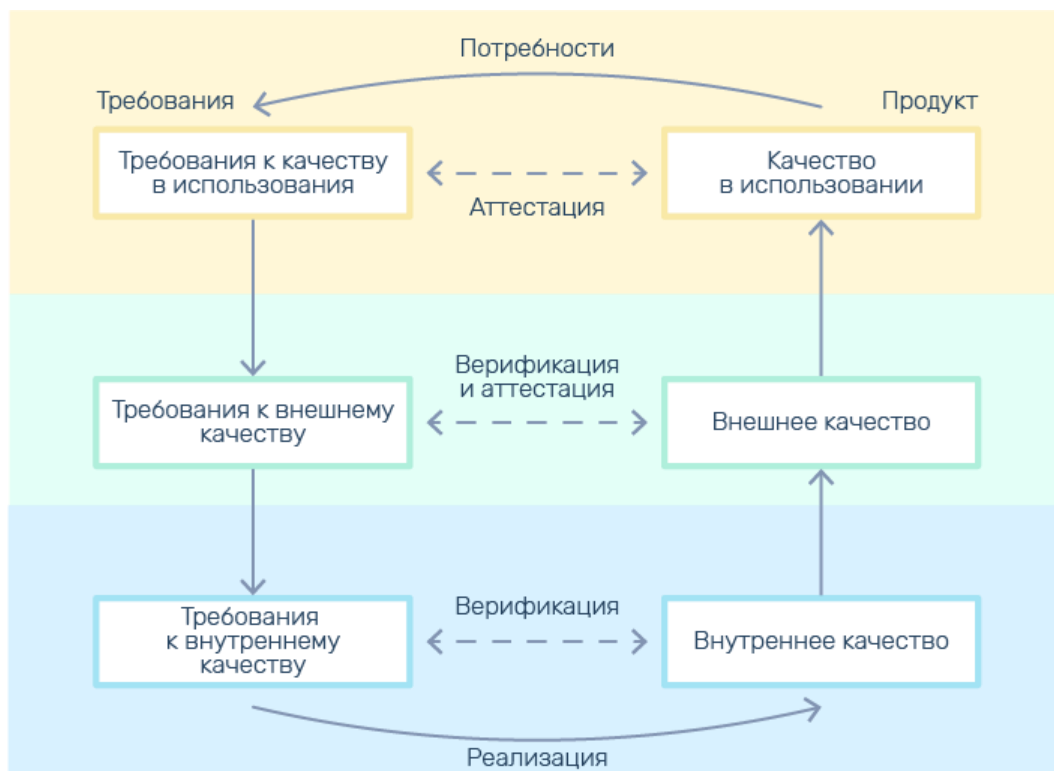 Потребности
Требования
Продукт
Требования к качеству
в использования
Аттестация
Качество
в использовании
Требования к внешнему
качеству
Верификация
и аттестация
Внешнее качество
Требования
к внутреннему
качеству
Верификация
Внутреннее качество
Реализация